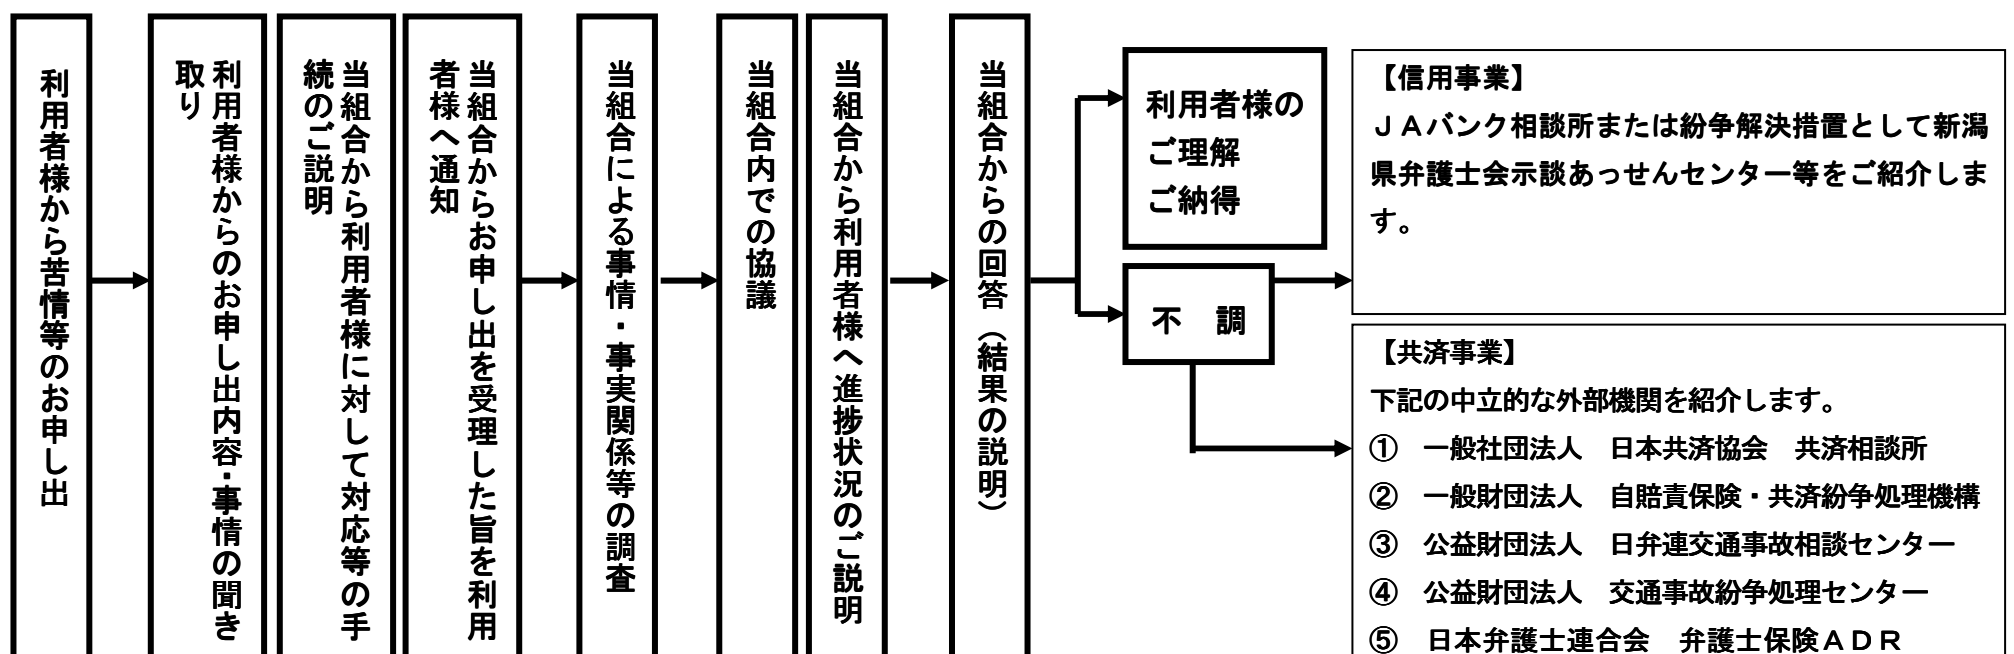 利用者様から苦情等のお申し出
利用者様からのお申し出内容・事情の聞き
取り
当組合から利用者様に対して対応等の手
続のご説明
当組合からお申し出を受理した旨を利用
者様へ通知
当組合による事情・事実関係等の調査
当組合内での協議
当組合から利用者様へ進捗状況のご説明
当組合からの回答（結果の説明）
利用者様の
ご理解
ご納得
不　調
【信用事業】
ＪＡバンク相談所または紛争解決措置として新潟
県弁護士会示談あっせんセンター等をご紹介しま
す。
【共済事業】
下記の中立的な外部機関を紹介します。
①　一般社団法人　日本共済協会　共済相談所
②　一般財団法人　自賠責保険・共済紛争処理機構
③　公益財団法人　日弁連交通事故相談センター
④　公益財団法人　交通事故紛争処理センター
⑤　日本弁護士連合会　弁護士保険ＡＤＲ